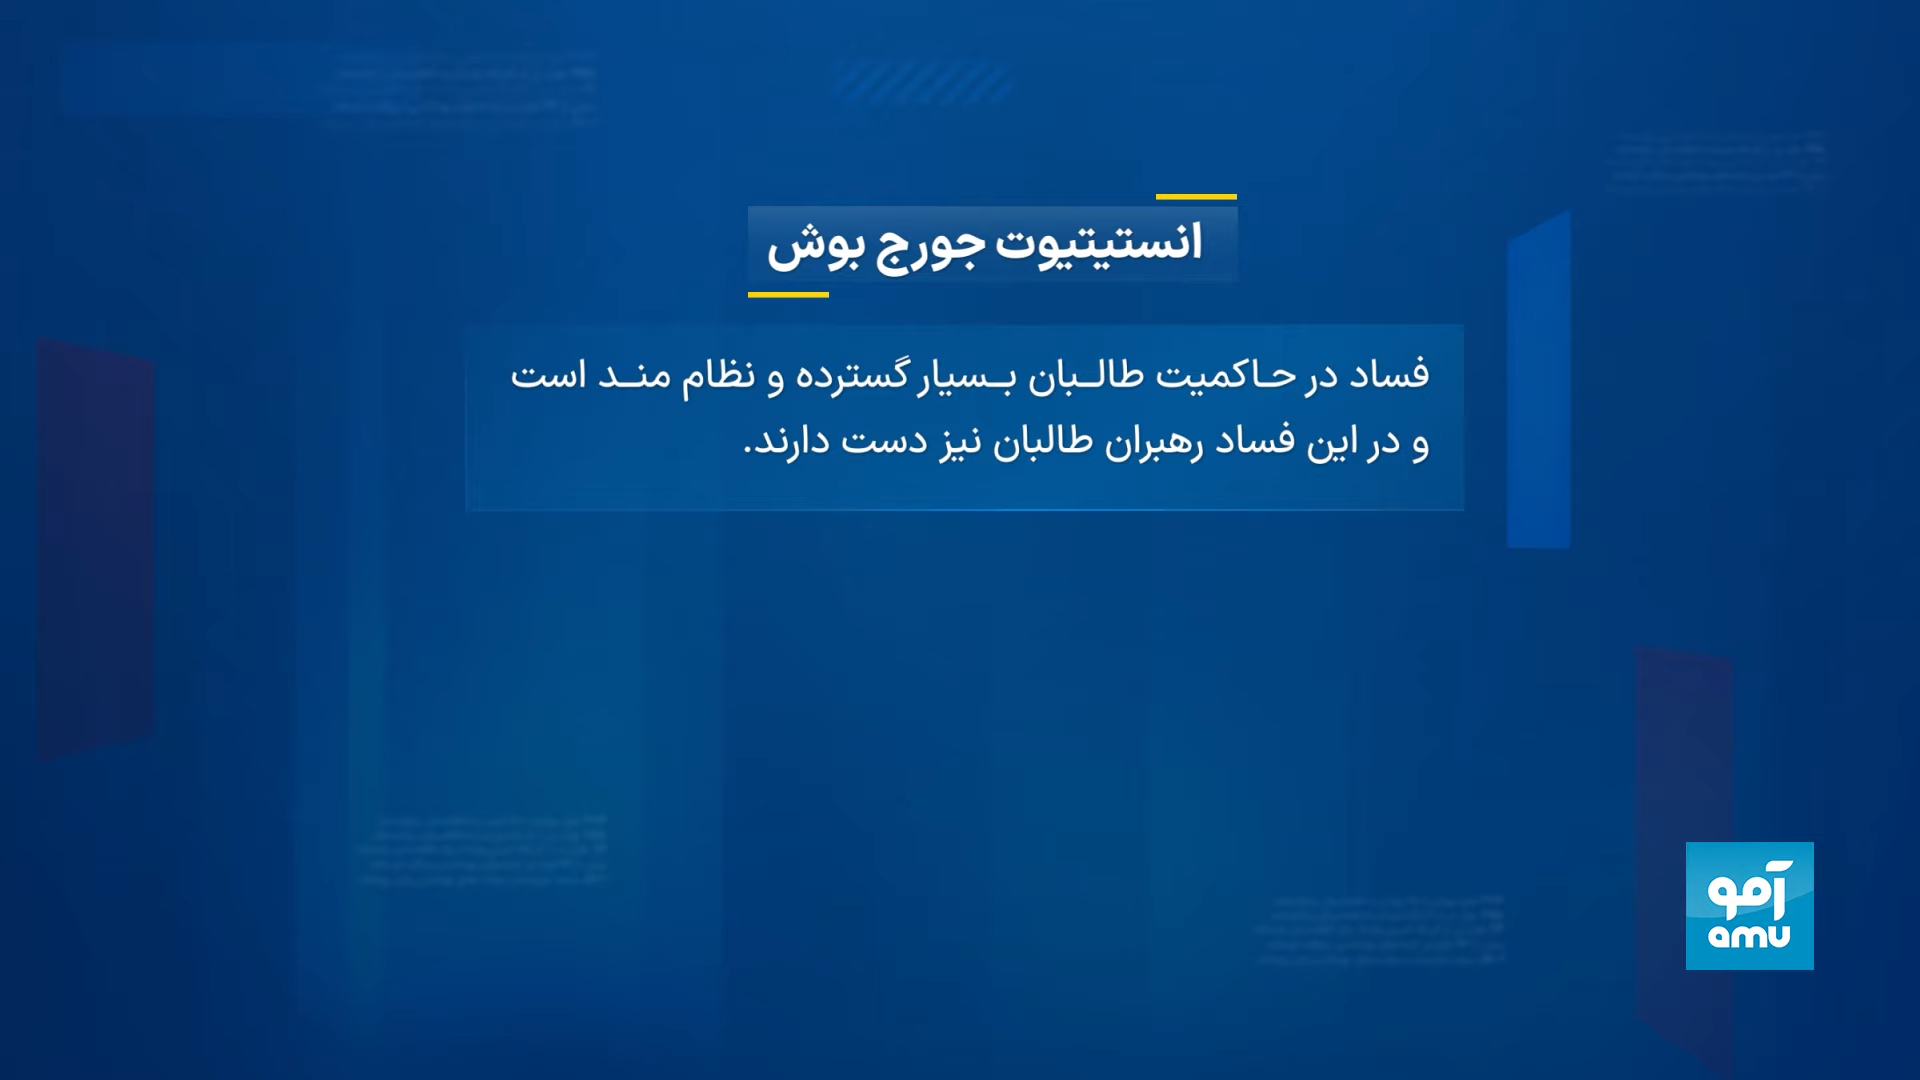 انستیتیوت جورج بوش
فساد در حاکمیت طالبان بسیار گسترده و نظام مند است
و در این فساد رهبران طالبان نیز دست دارند.
آمو
amu